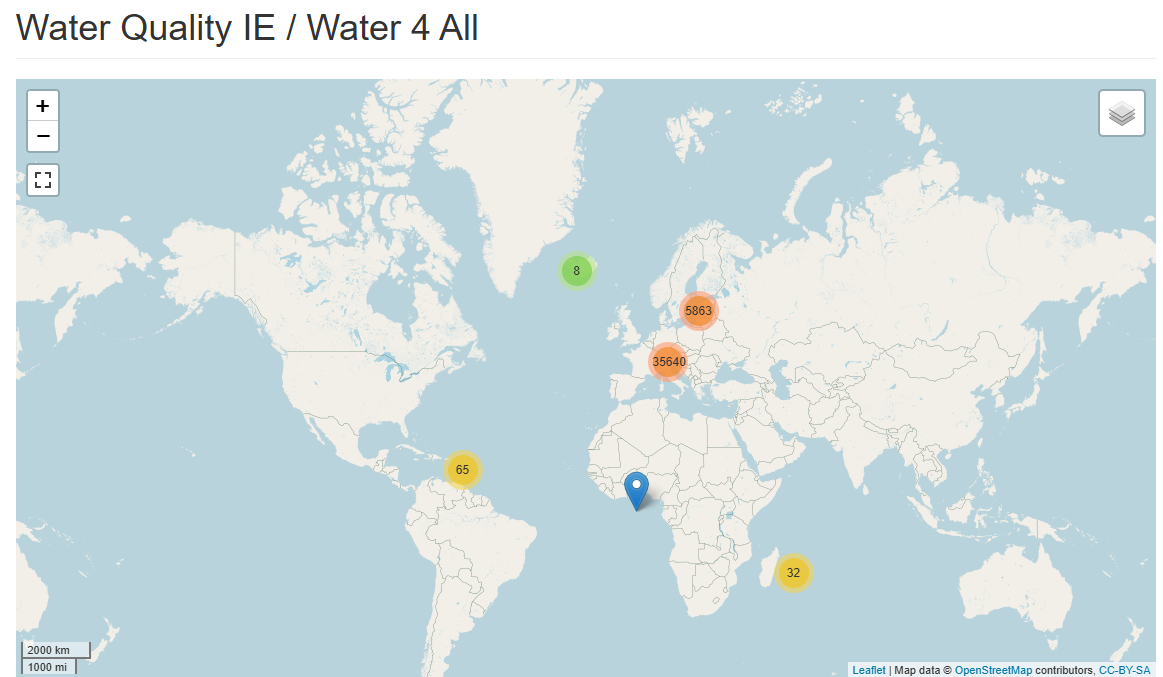 Water Quality IE / Water 4 All
+
−
8
5863
35640
65
32
2000 km
1000 mi
Leaflet | Map data © OpenStreetMap contributors, CC-BY-SA